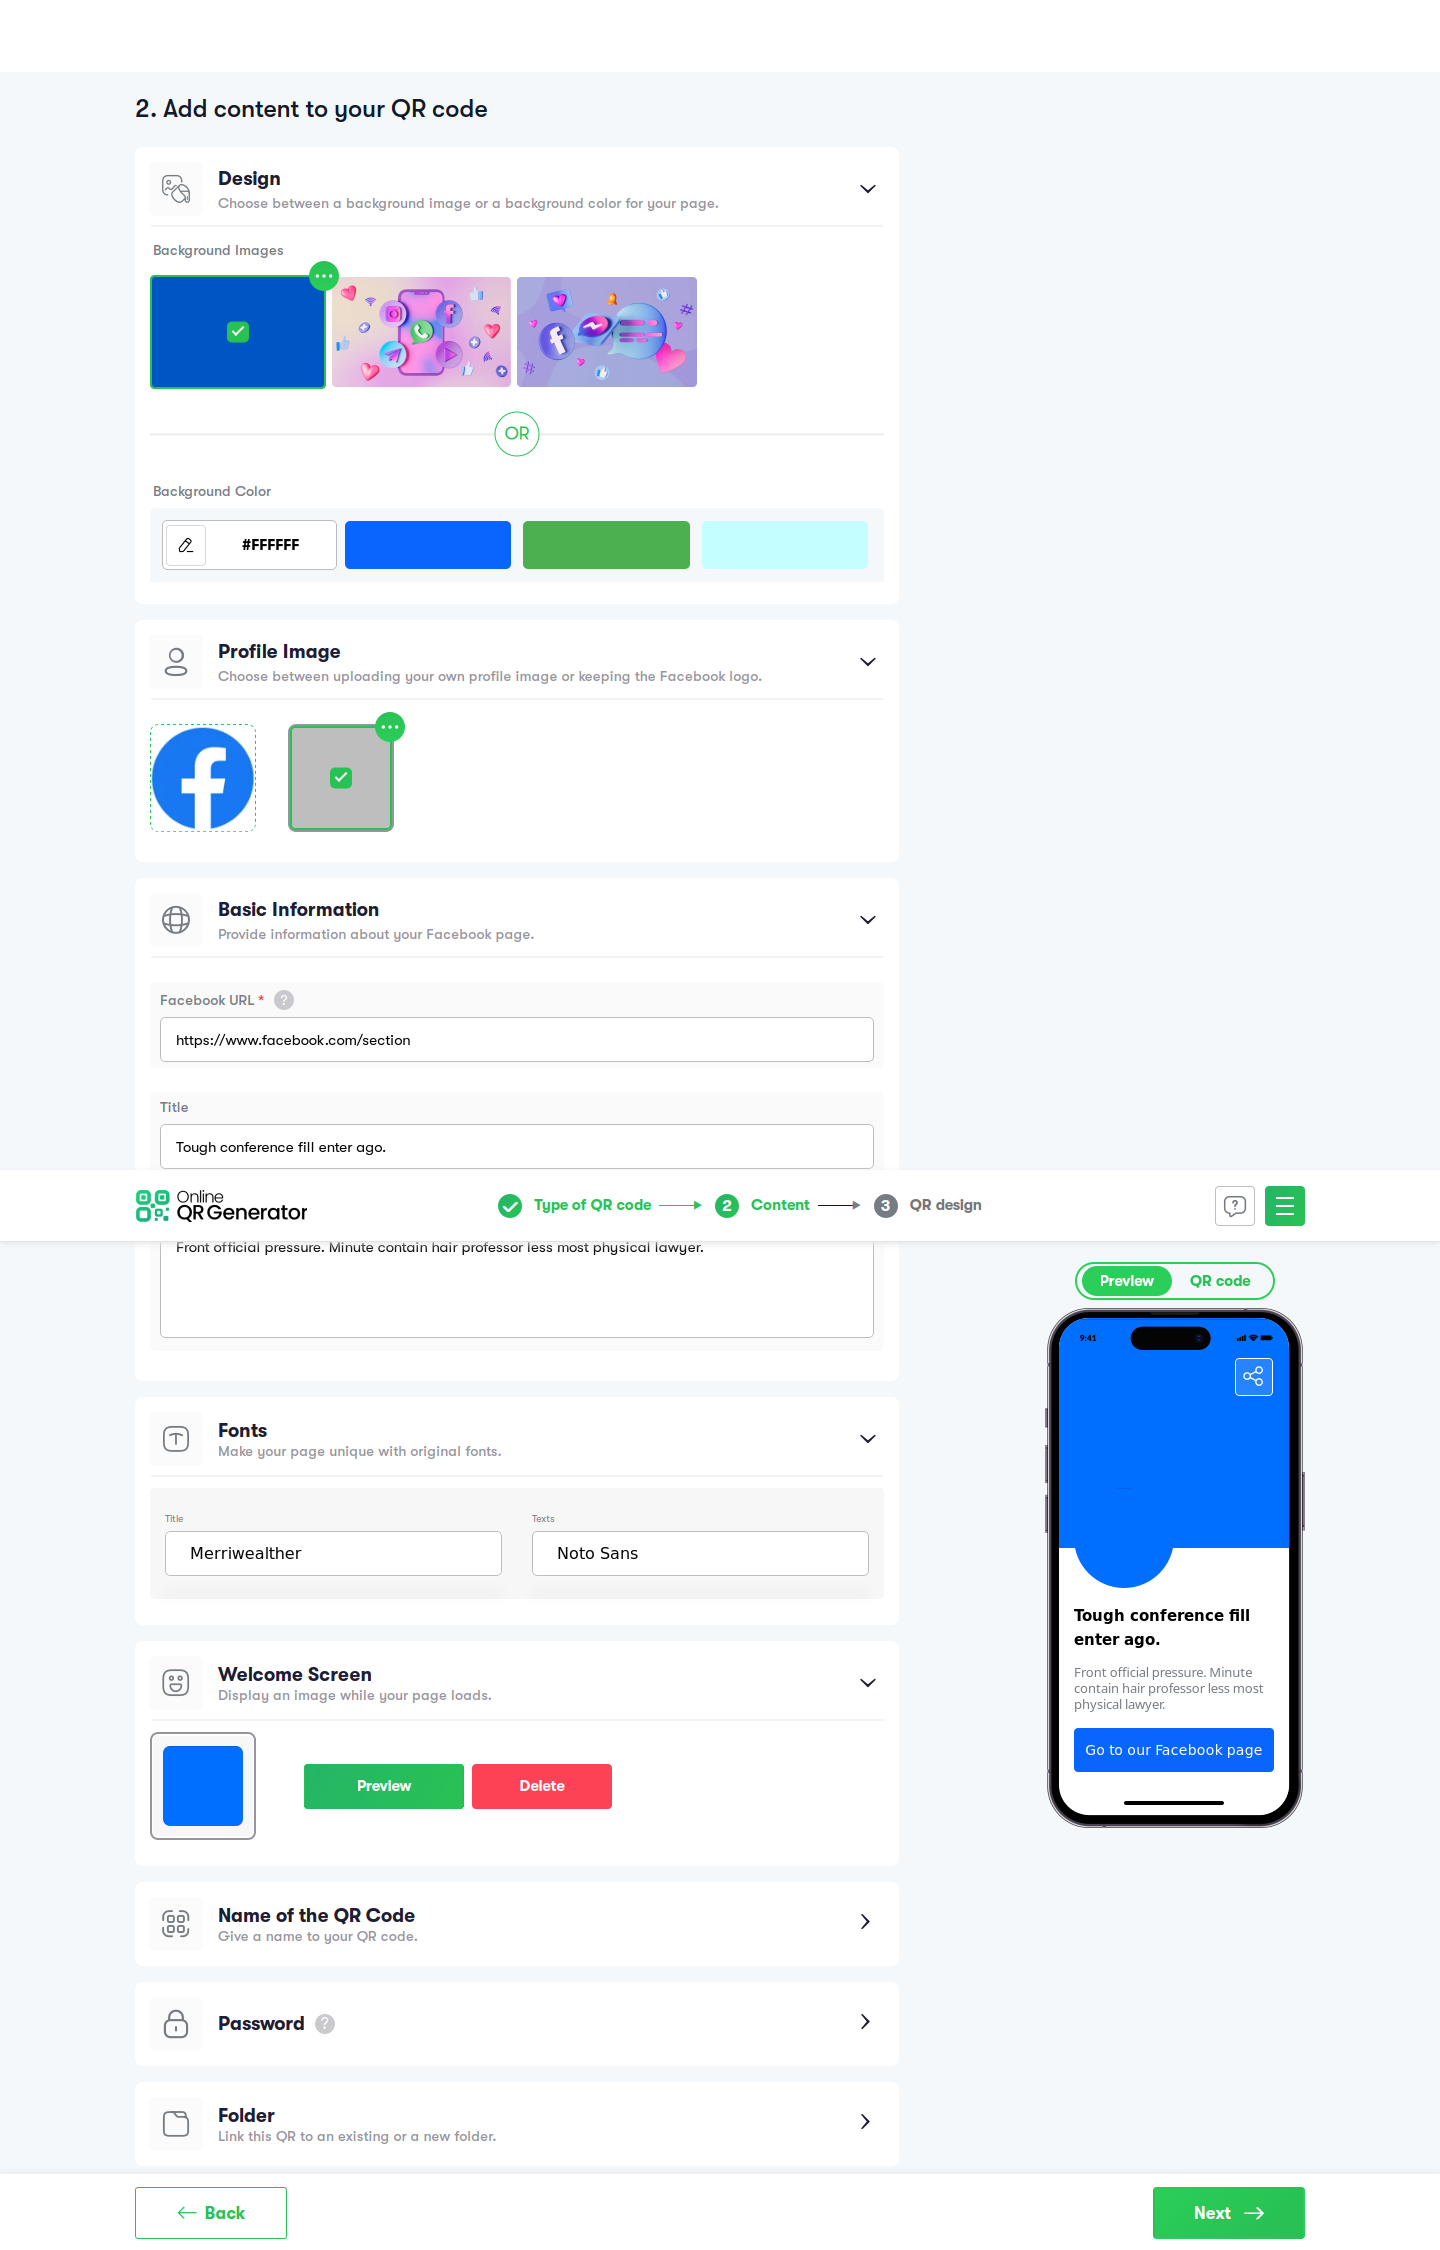 2. Add content to your QR code
Design
Choose between a background image or a background color for your page.
Background Images
OR
Background Color
#FFFFFF
Profile Image
Choose between uploading your own profile image or keeping the Facebook logo.
Basic Information
Provide information about your Facebook page.
Facebook URL * ?
https://www.facebook.com/section
Title
Tough conference fill enter ago.
Online
QR Generator
Type of QR code
2 Content
3 QR design
Front official pressure. Minute contain hair professor less most physical lawyer.
Preview
QR code
9:41
Tough conference fill
enter ago.
Front official pressure. Minute
contain hair professor less most
physical lawyer.
Go to our Facebook page
Fonts
Make your page unique with original fonts.
Title
Texts
Merriwealther
Noto Sans
Welcome Screen
Display an image while your page loads.
Preview
Delete
Name of the QR Code
Give a name to your QR code.
Password ?
Folder
Link this QR to an existing or a new folder.
Back
Next